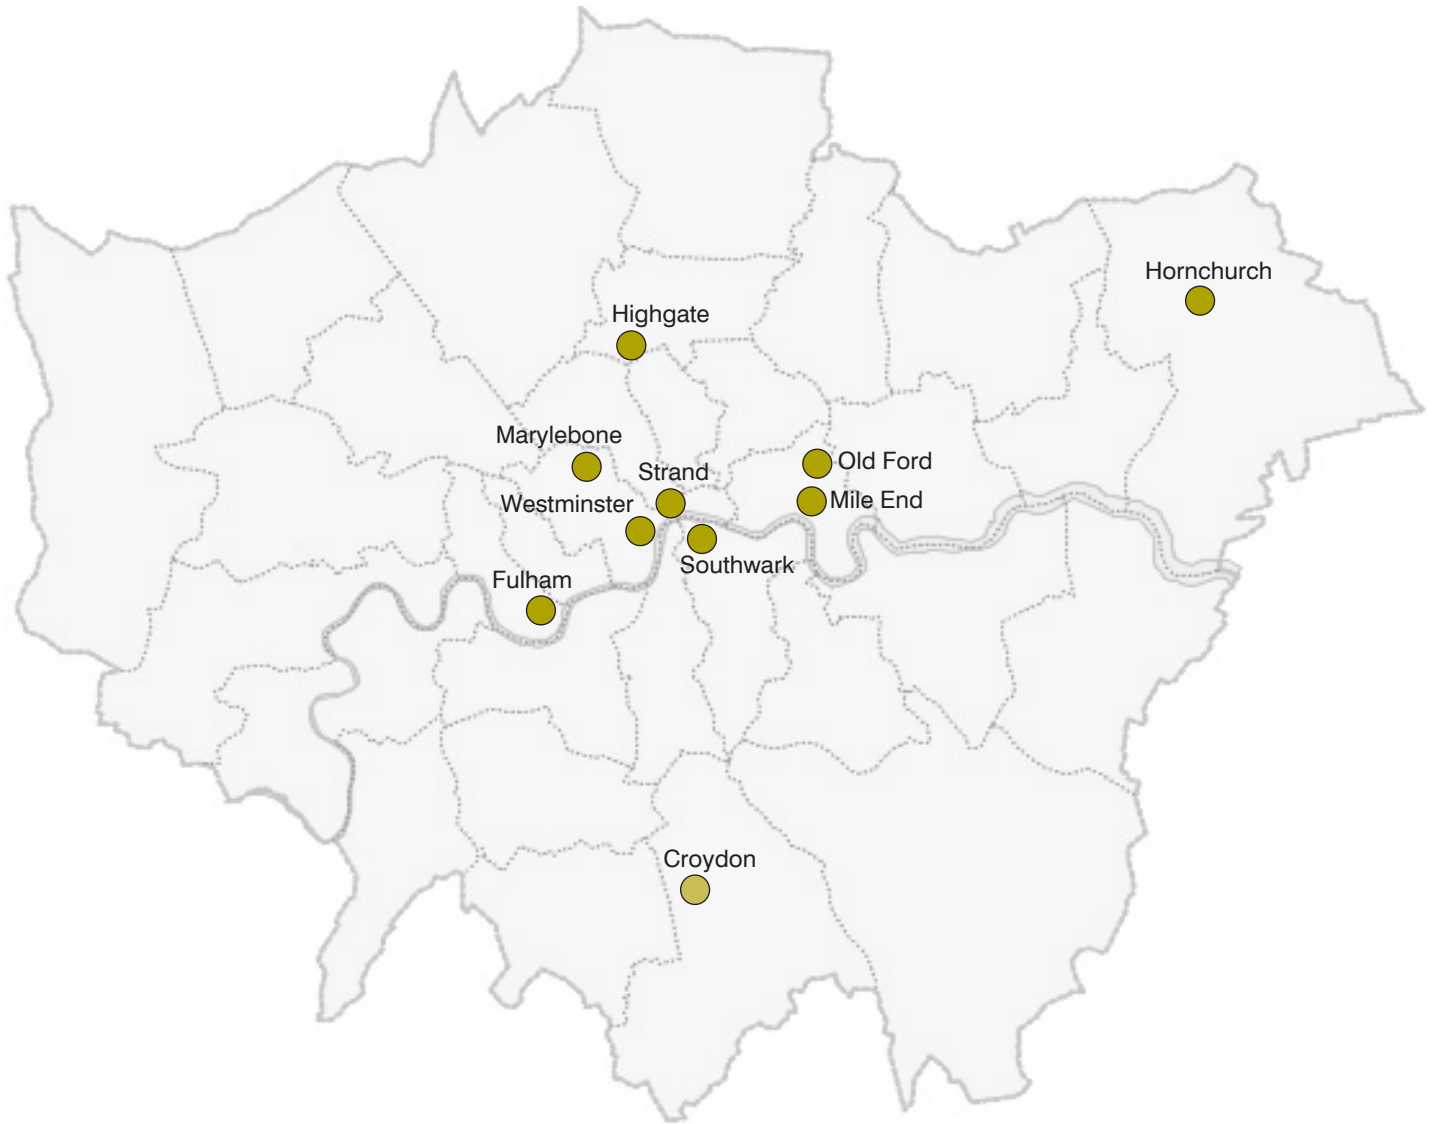 Hornchurch
Highgate
Marylebone
Old Ford
Strand
Westminster
Mile End
Southwark
Fulham
Croydon